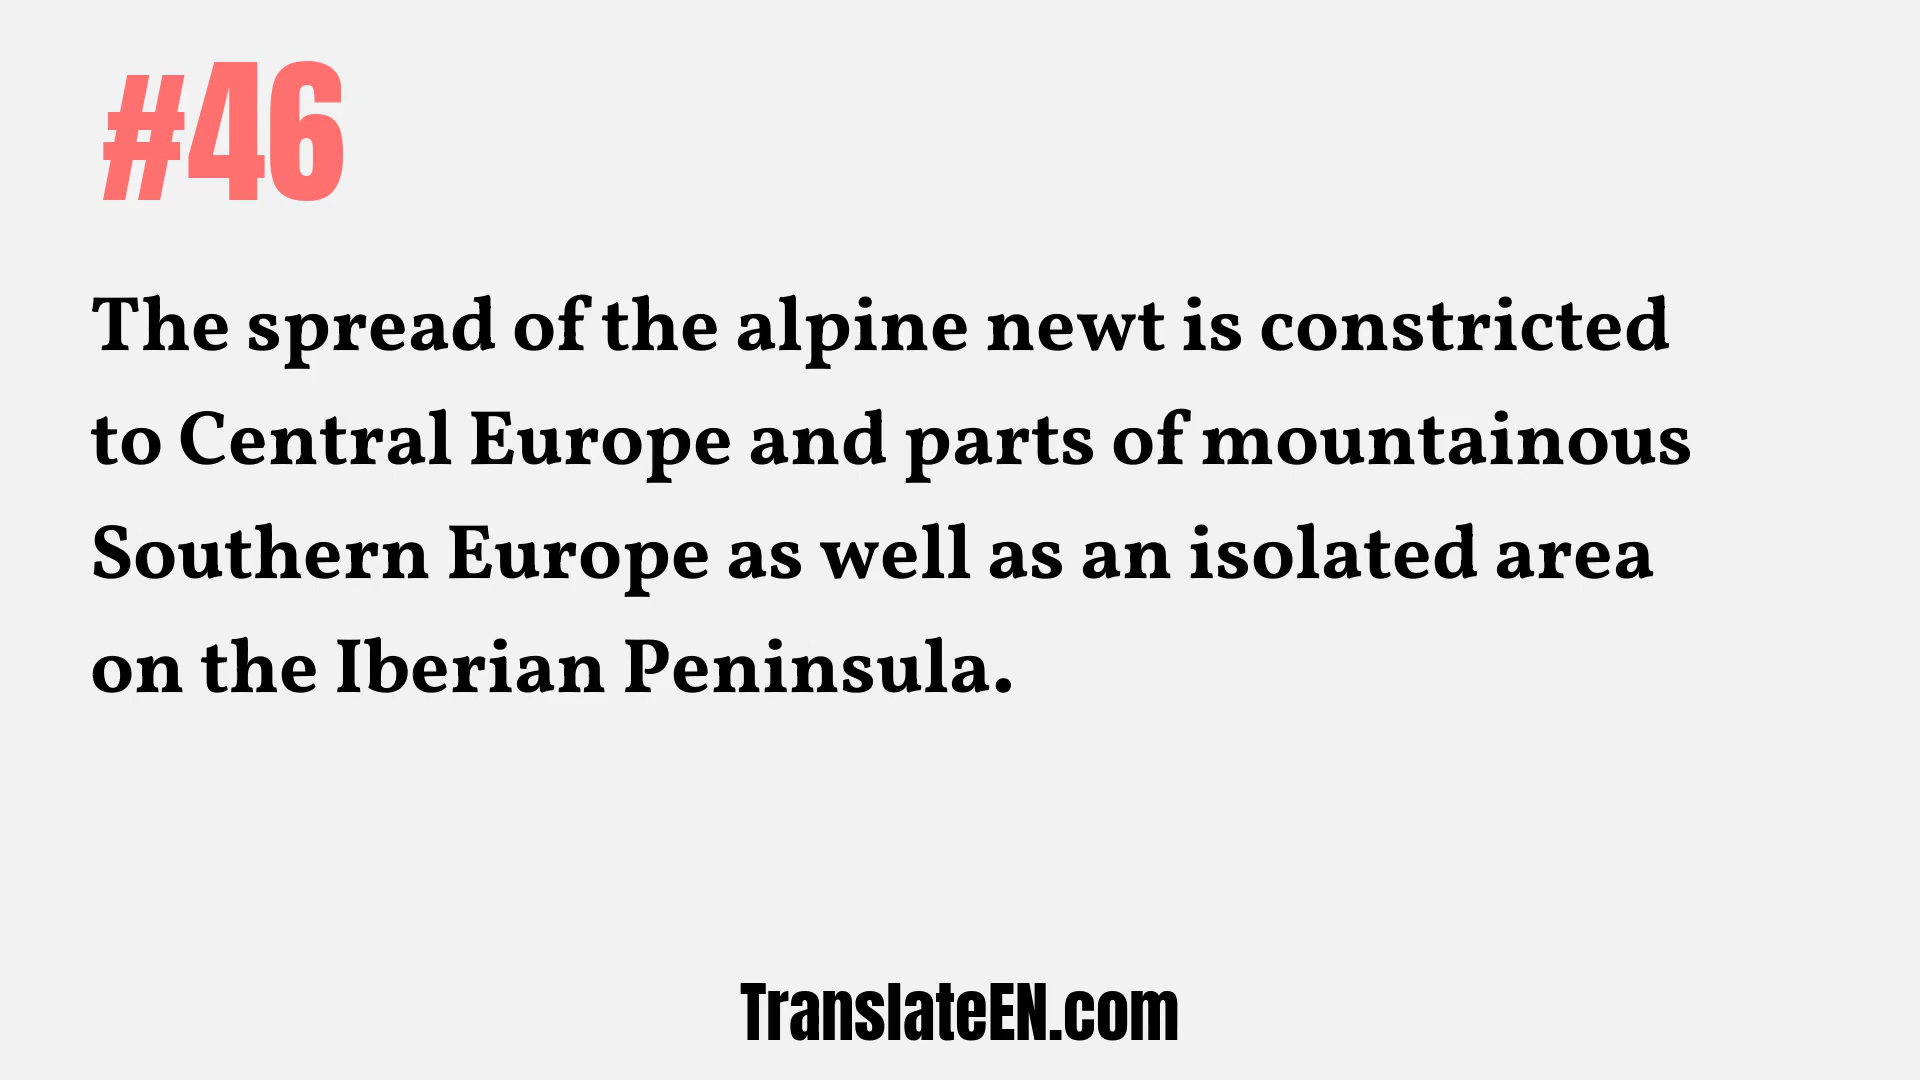 #46
The spread of the alpine newt is constricted
to Central Europe and parts of mountainous
Southern Europe as well as an isolated area
on the Iberian Peninsula.
TranslateEN.com